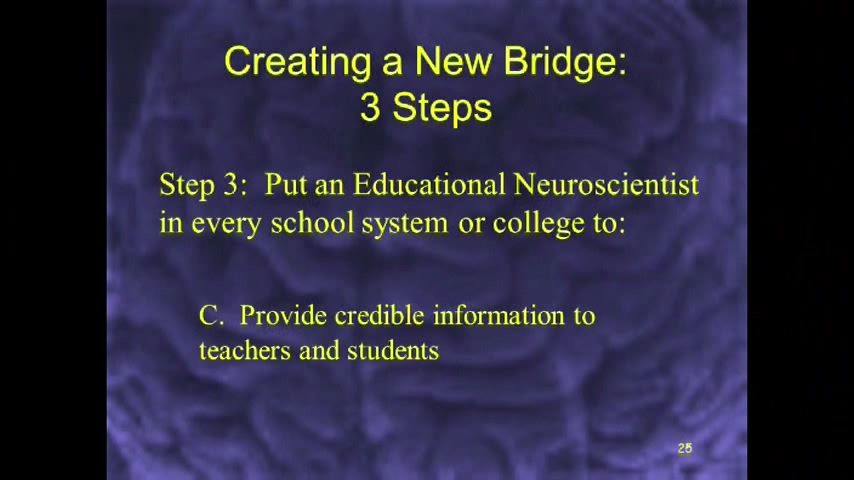 Creating a New Bridge:
3 Steps
Step 3: Put an Educational Neuroscientist
in every school system or college to:
C. Provide credible information to
teachers and students
25